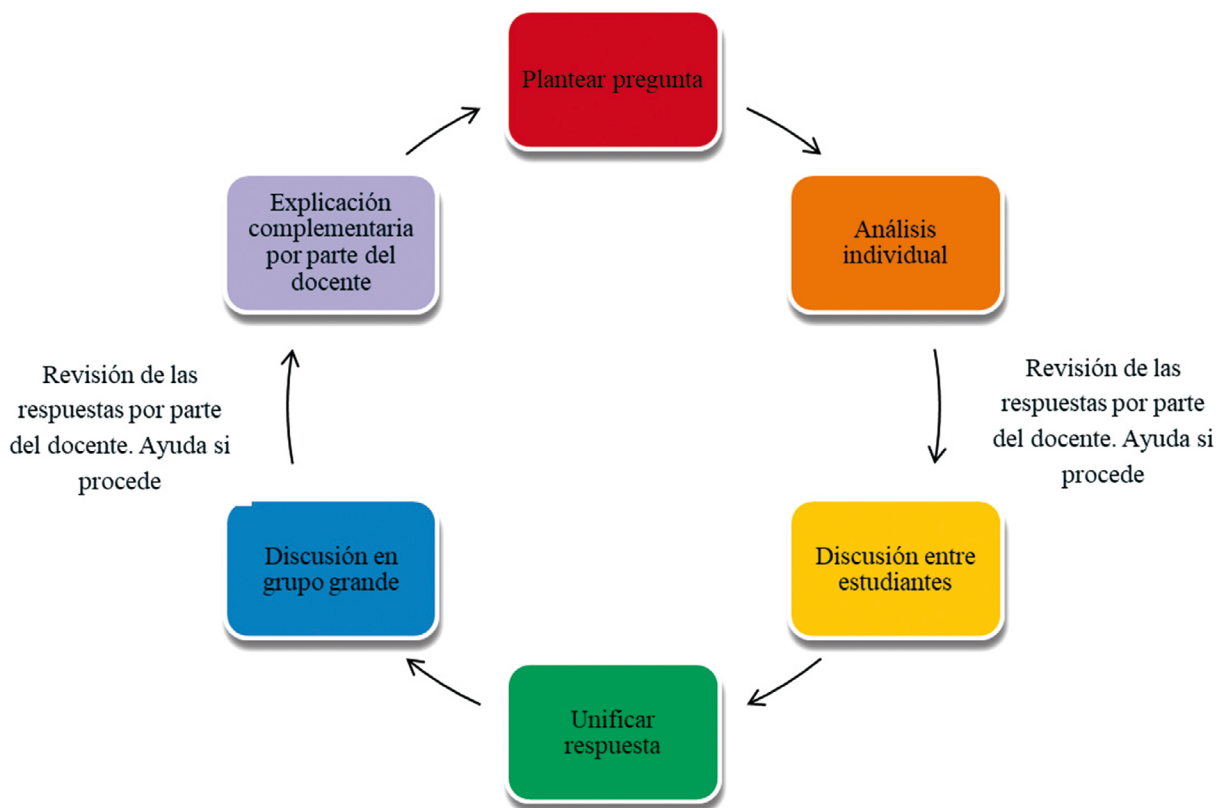 Plantear pregunta
Análisis
individual
Revisión de las
respuestas por parte
del docente. Ayuda si
procede
Discusión entre
estudiantes
Unificar
respuesta
Discusión en
grupo grande
Revisión de las
respuestas por parte
del docente. Ayuda si
procede
Explicación
complementaria
por parte del
docente